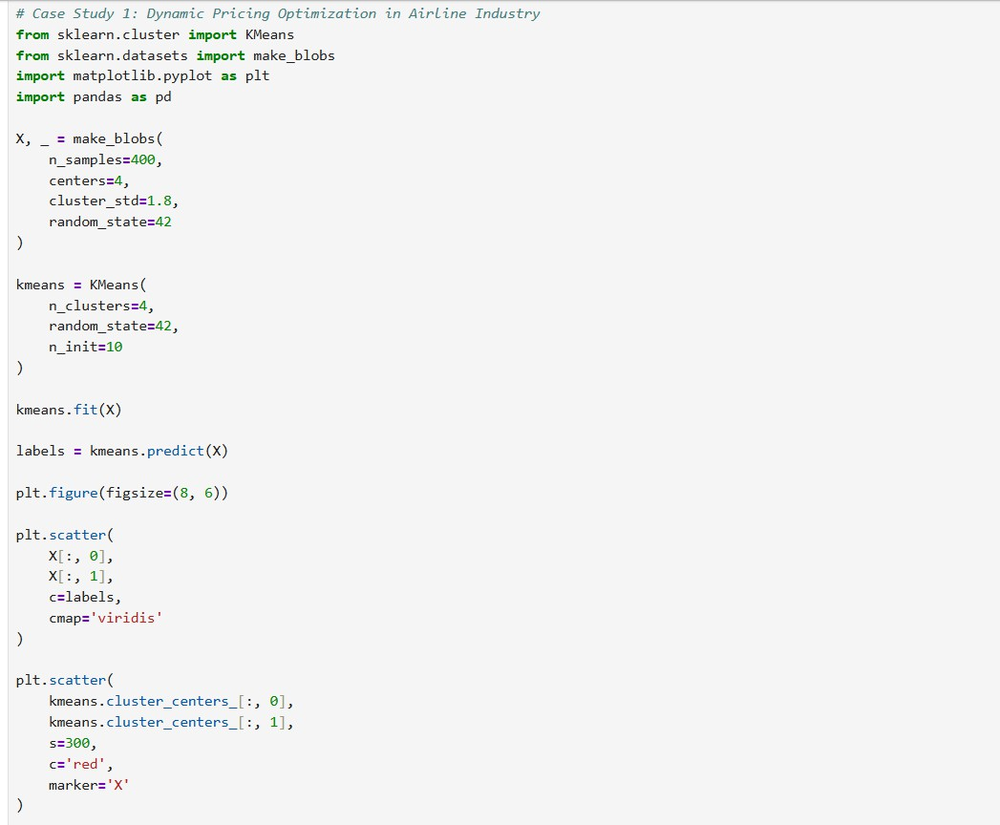 # Case Study 1: Dynamic Pricing Optimization in Airline Industry
from sklearn.cluster import KMeans
from sklearn.datasets import make_blobs
import matplotlib.pyplot as plt
import pandas as pd

X, _ = make_blobs(
    n_samples=400,
    centers=4,
    cluster_std=1.8,
    random_state=42
)

kmeans = KMeans(
    n_clusters=4,
    random_state=42,
    n_init=10
)

kmeans.fit(X)

labels = kmeans.predict(X)

plt.figure(figsize=(8, 6))

plt.scatter(
    X[:, 0],
    X[:, 1],
    c=labels,
    cmap='viridis'
)

plt.scatter(
    kmeans.cluster_centers_[:, 0],
    kmeans.cluster_centers_[:, 1],
    s=300,
    c='red',
    marker='X'
)